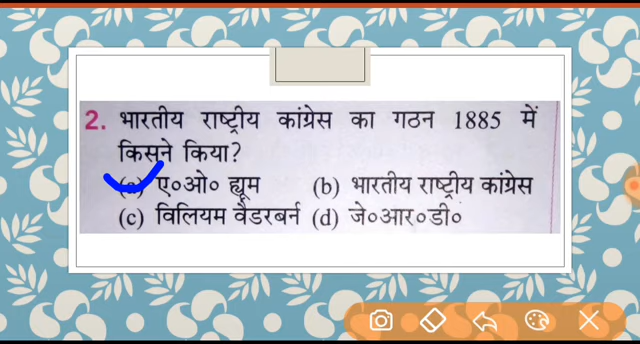 2. भारतीय राष्ट्रीय कांग्रेस का गठन 1885 में
किसने किया?
(a) ए०ओ० ह्यूम (b) भारतीय राष्ट्रीय कांग्रेस
(c) विलियम वैडरबर्न (d) जे०आर०डी०